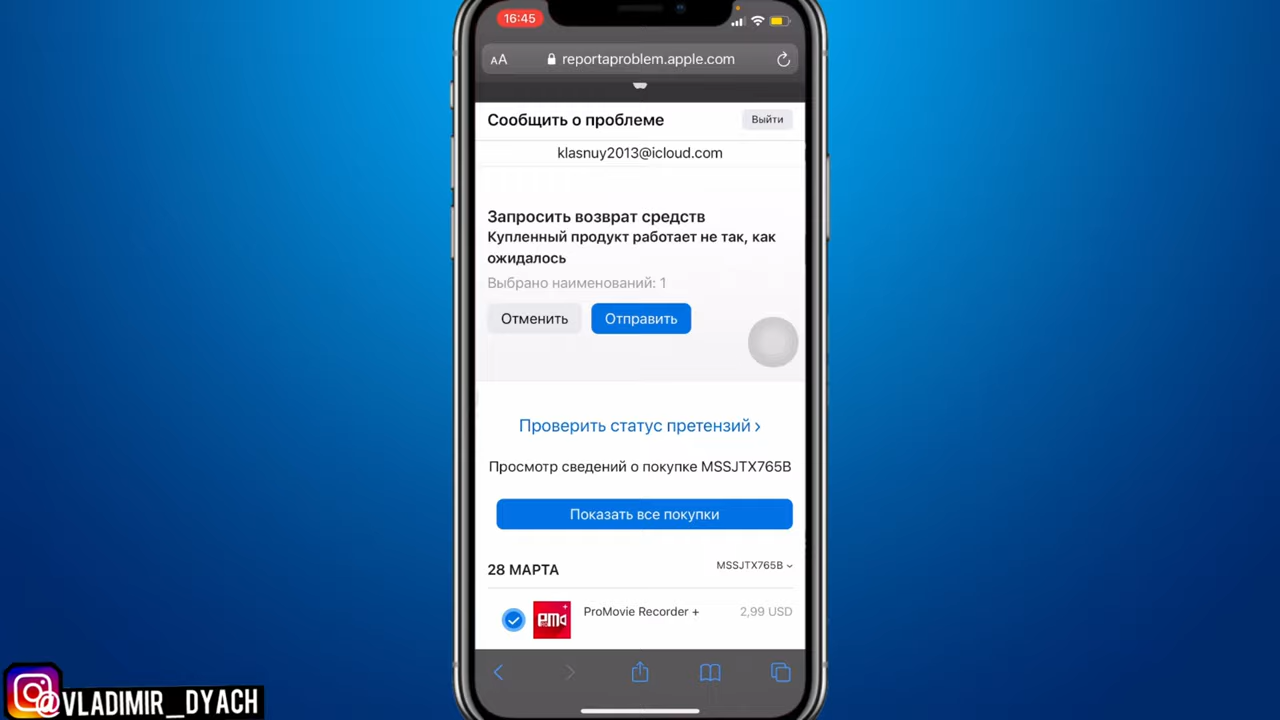 16:45
AA reportaproblem.apple.com
Сообщить о проблеме Выйти
klasnuy2013@icloud.com
Запросить возврат средств
Купленный продукт работает не так, как
ожидалось
Выбрано наименований: 1
Отменить Отправить
Проверить статус претензий ›
Просмотр сведений о покупке MSSJTX765B
Показать все покупки
28 МАРТА MSSJTX765B
PMC
ProMovie Recorder + 2,99 USD
@VLADIMIR_DYACH